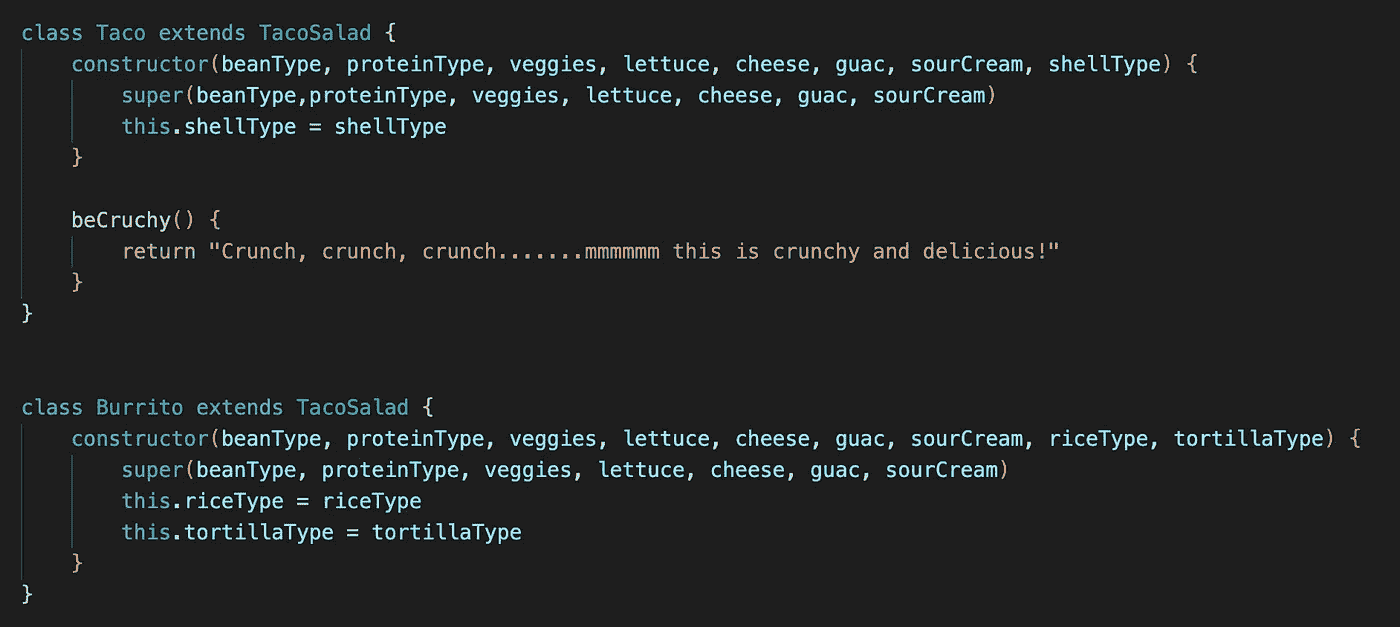 class Taco extends TacoSalad {
    constructor(beanType, proteinType, veggies, lettuce, cheese, guac, sourCream, shellType) {
        super(beanType,proteinType, veggies, lettuce, cheese, guac, sourCream)
        this.shellType = shellType
    }

    beCruchy() {
        return "Crunch, crunch, crunch.......mmmmmm this is crunchy and delicious!"
    }
}

class Burrito extends TacoSalad {
    constructor(beanType, proteinType, veggies, lettuce, cheese, guac, sourCream, riceType, tortillaType) {
        super(beanType, proteinType, veggies, lettuce, cheese, guac, sourCream)
        this.riceType = riceType
        this.tortillaType = tortillaType
    }
}